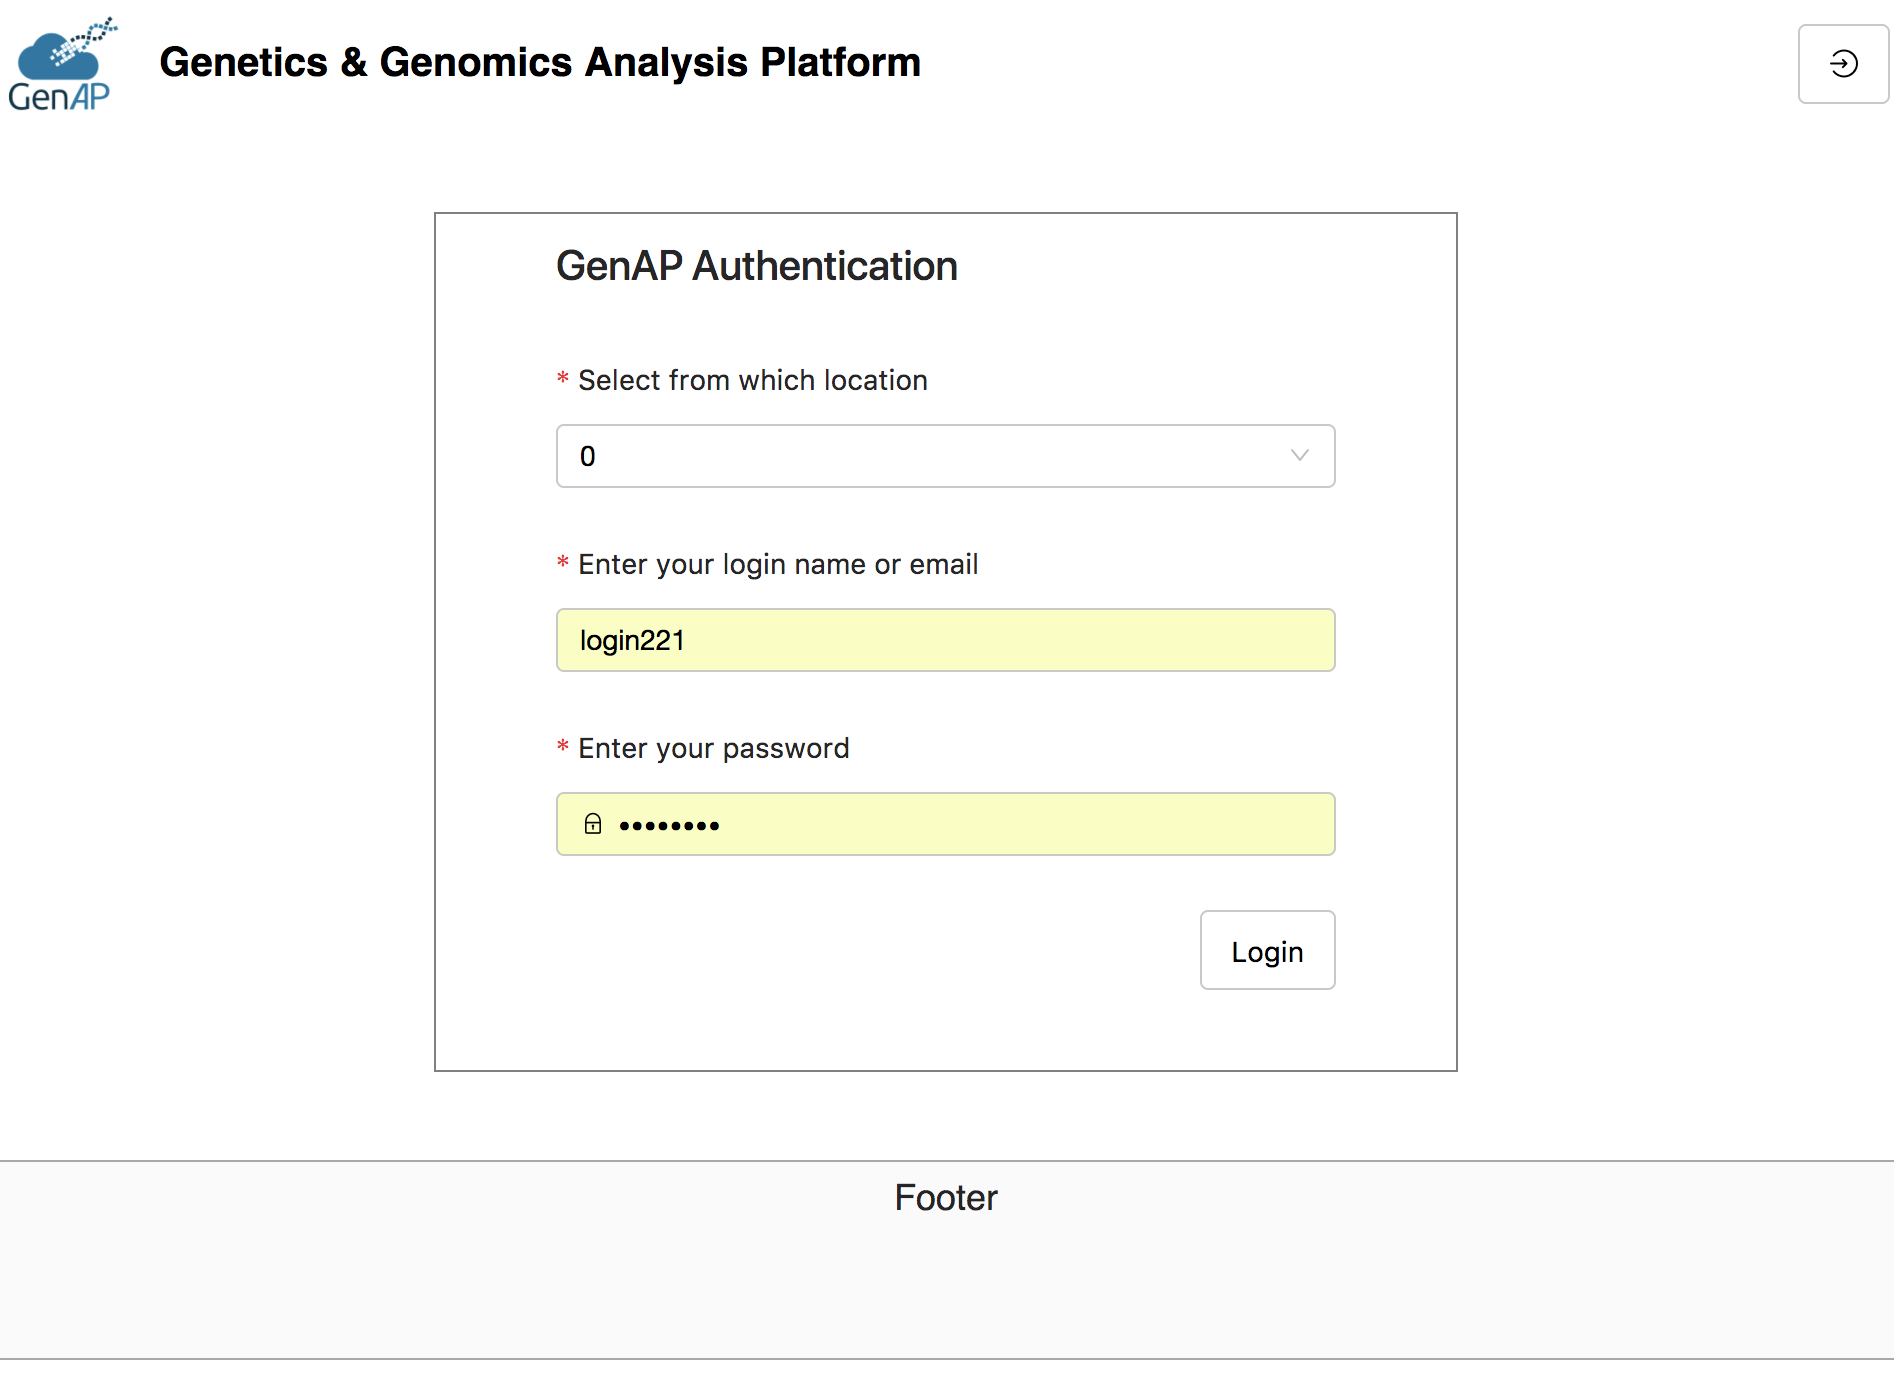 GenAP
Genetics & Genomics Analysis Platform
GenAP Authentication
* Select from which location
0
* Enter your login name or email
login221
* Enter your password
••••••••
Login
Footer